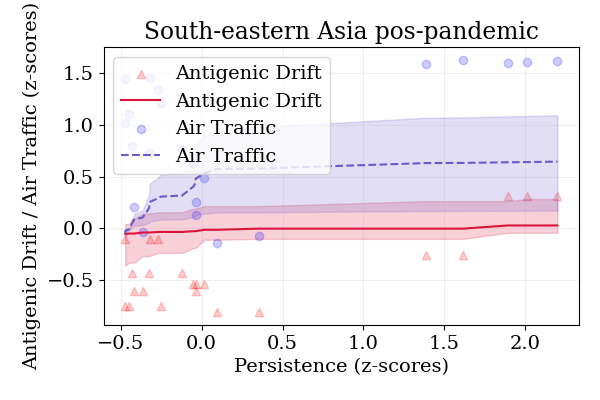 South-eastern Asia pos-pandemic
Antigenic Drift / Air Traffic (z-scores)
1.5
1.0
0.5
0.0
−0.5
Antigenic Drift
Antigenic Drift
Air Traffic
Air Traffic
−0.5
0.0
0.5
1.0
1.5
2.0
Persistence (z-scores)